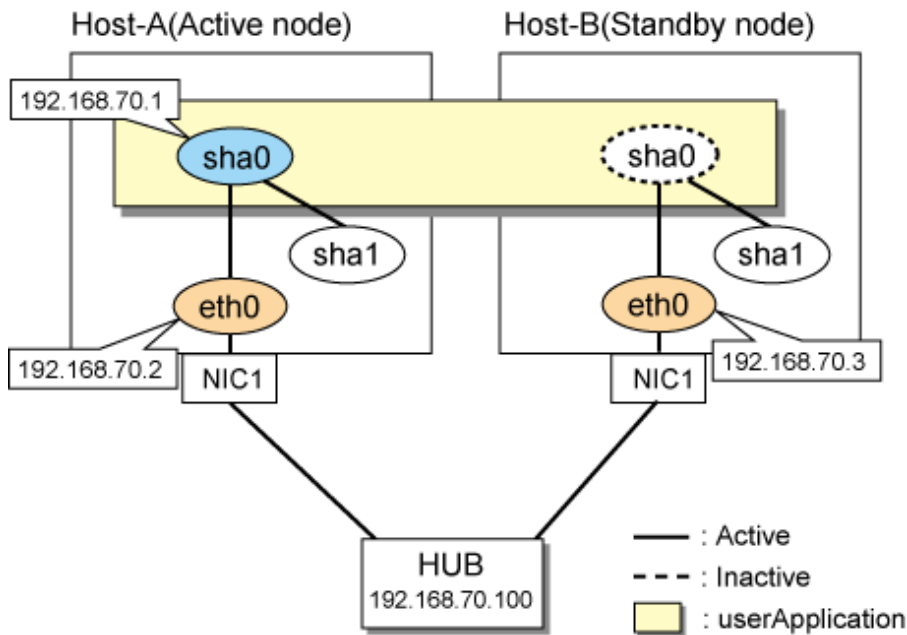 Host-A(Active node)
Host-B(Standby node)
192.168.70.1
sha0
sha0
sha1
sha1
eth0
eth0
192.168.70.2
192.168.70.3
NIC1
NIC1
HUB
192.168.70.100
: Active
: Inactive
: userApplication